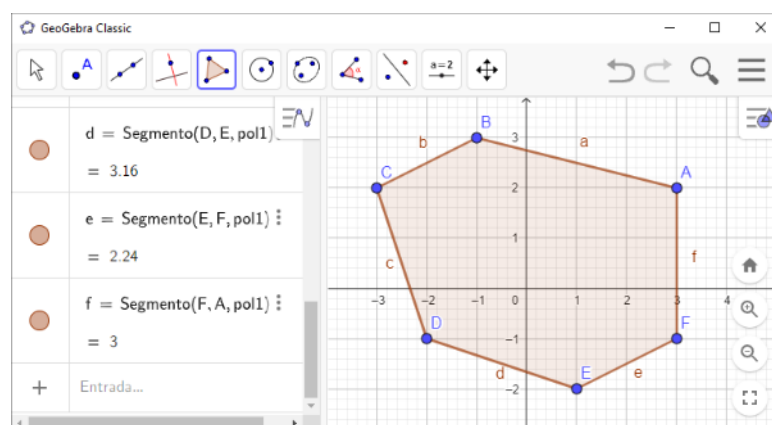 GeoGebra Classic
A
a=2
d = Segmento(D, E, pol1)
= 3.16
e = Segmento(E, F, pol1)
= 2.24
f = Segmento(F, A, pol1)
= 3
+ Entrada...
B
3
b
a
C
2
A
1
c
f
−3 −2 −1 0 1 2 3 4
D
−1
F
d
E
e
−2